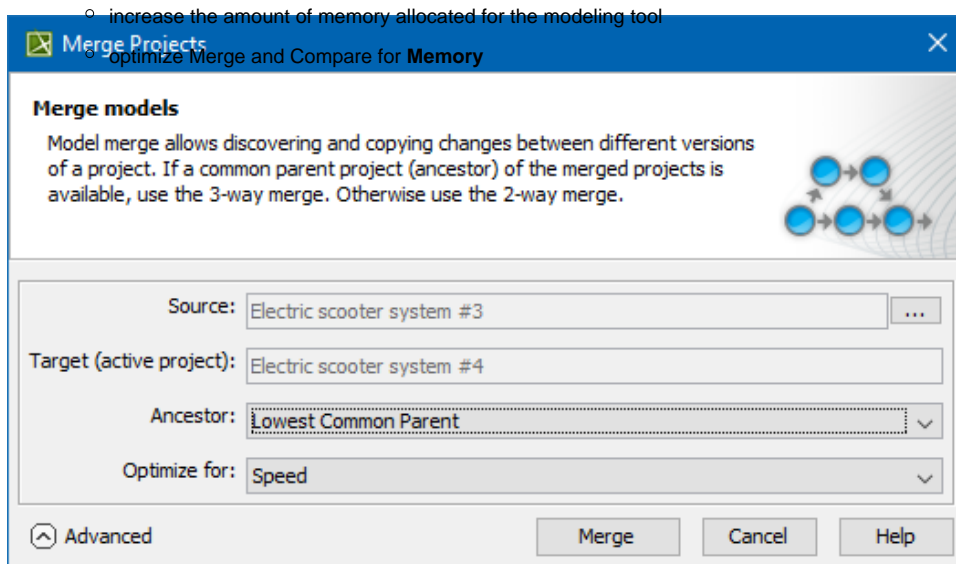 increase the amount of memory allocated for the modeling tool
Merge Projects
optimize Merge and Compare for Memory
Merge models
Model merge allows discovering and copying changes between different versions
of a project. If a common parent project (ancestor) of the merged projects is
available, use the 3-way merge. Otherwise use the 2-way merge.
Source: Electric scooter system #3 ...
Target (active project): Electric scooter system #4
Ancestor: Lowest Common Parent
Optimize for: Speed
Advanced Merge Cancel Help